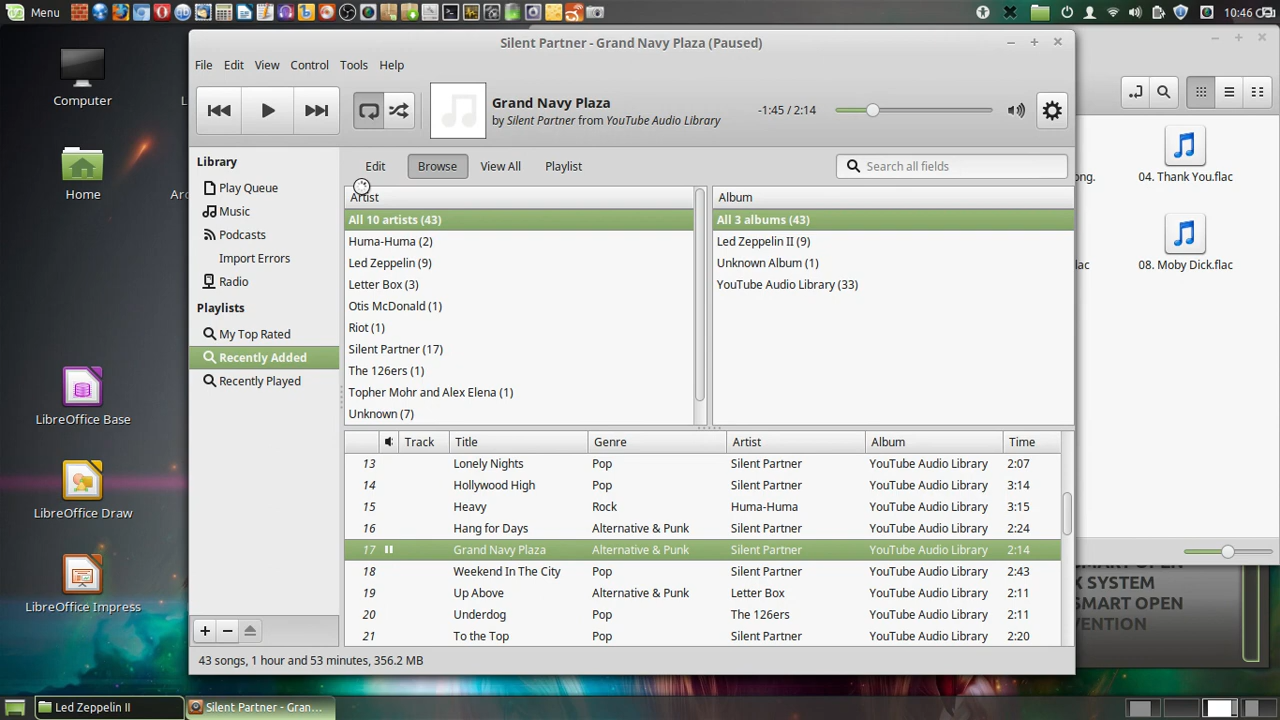 Menu
10:46
Silent Partner - Grand Navy Plaza (Paused)
File Edit View Control Tools Help
Grand Navy Plaza
by Silent Partner from YouTube Audio Library
-1:45 / 2:14
Library
Play Queue
Music
Podcasts
Import Errors
Radio
Playlists
My Top Rated
Recently Added
Recently Played
Edit Browse View All Playlist
Search all fields
Artist
All 10 artists (43)
Huma-Huma (2)
Led Zeppelin (9)
Letter Box (3)
Otis McDonald (1)
Riot (1)
Silent Partner (17)
The 126ers (1)
Topher Mohr and Alex Elena (1)
Unknown (7)
Album
All 3 albums (43)
Led Zeppelin II (9)
Unknown Album (1)
YouTube Audio Library (33)
Track Title Genre Artist Album Time
13 Lonely Nights Pop Silent Partner YouTube Audio Library 2:07
14 Hollywood High Pop Silent Partner YouTube Audio Library 3:14
15 Heavy Rock Huma-Huma YouTube Audio Library 3:15
16 Hang for Days Alternative & Punk Silent Partner YouTube Audio Library 2:24
17 Grand Navy Plaza Alternative & Punk Silent Partner YouTube Audio Library 2:14
18 Weekend In The City Pop Silent Partner YouTube Audio Library 2:43
19 Up Above Alternative & Punk Letter Box YouTube Audio Library 2:11
20 Underdog Pop The 126ers YouTube Audio Library 2:11
21 To the Top Pop Silent Partner YouTube Audio Library 2:20
43 songs, 1 hour and 53 minutes, 356.2 MB
Computer
Home
LibreOffice Base
LibreOffice Draw
LibreOffice Impress
ong.
04. Thank You.flac
lac
08. Moby Dick.flac
SMART OPEN
X SYSTEM
SMART OPEN
VENTION
Led Zeppelin II
Silent Partner - Gran...